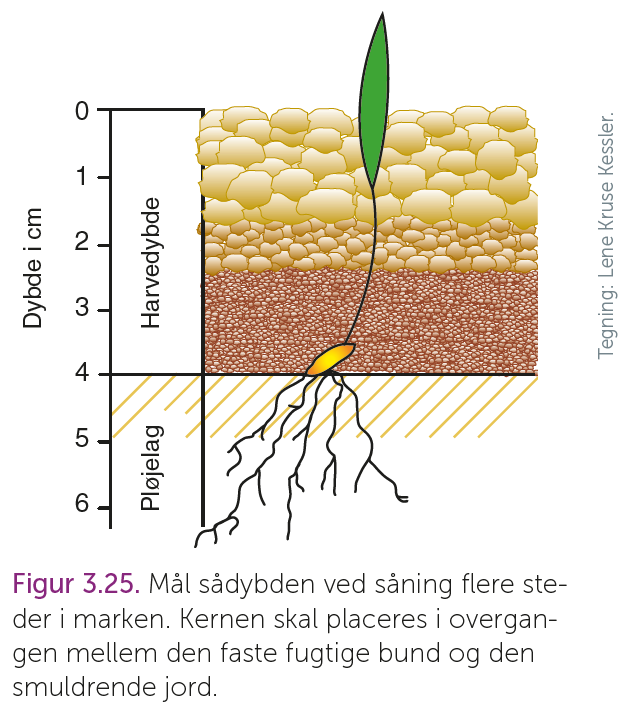 0
1
2
3
4
5
6
Dybde i cm
Harvedybde
Pløjelag
Tegning: Lene Kruse Kessler.
Figur 3.25. Mål sådybden ved såning flere ste-
der i marken. Kernen skal placeres i overgan-
gen mellem den faste fugtige bund og den
smuldrende jord.